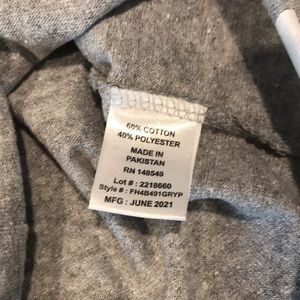 60% COTTON
40% POLYESTER
MADE IN
PAKISTAN
RN 148549
Lot # : 2218660
Style # : FH4B491GRYP
MFG : JUNE 2021